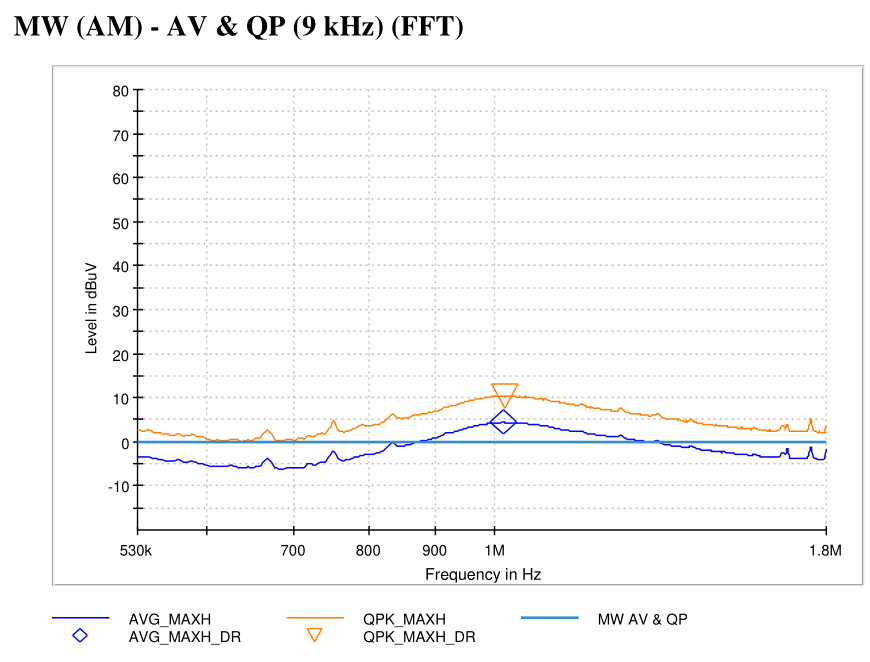 MW (AM) - AV & QP (9 kHz) (FFT)
80
70
60
50
40
30
20
10
0
-10
Level in dBuV
530k 700 800 900 1M 1.8M
Frequency in Hz
AVG_MAXH QPK_MAXH MW AV & QP
AVG_MAXH_DR QPK_MAXH_DR